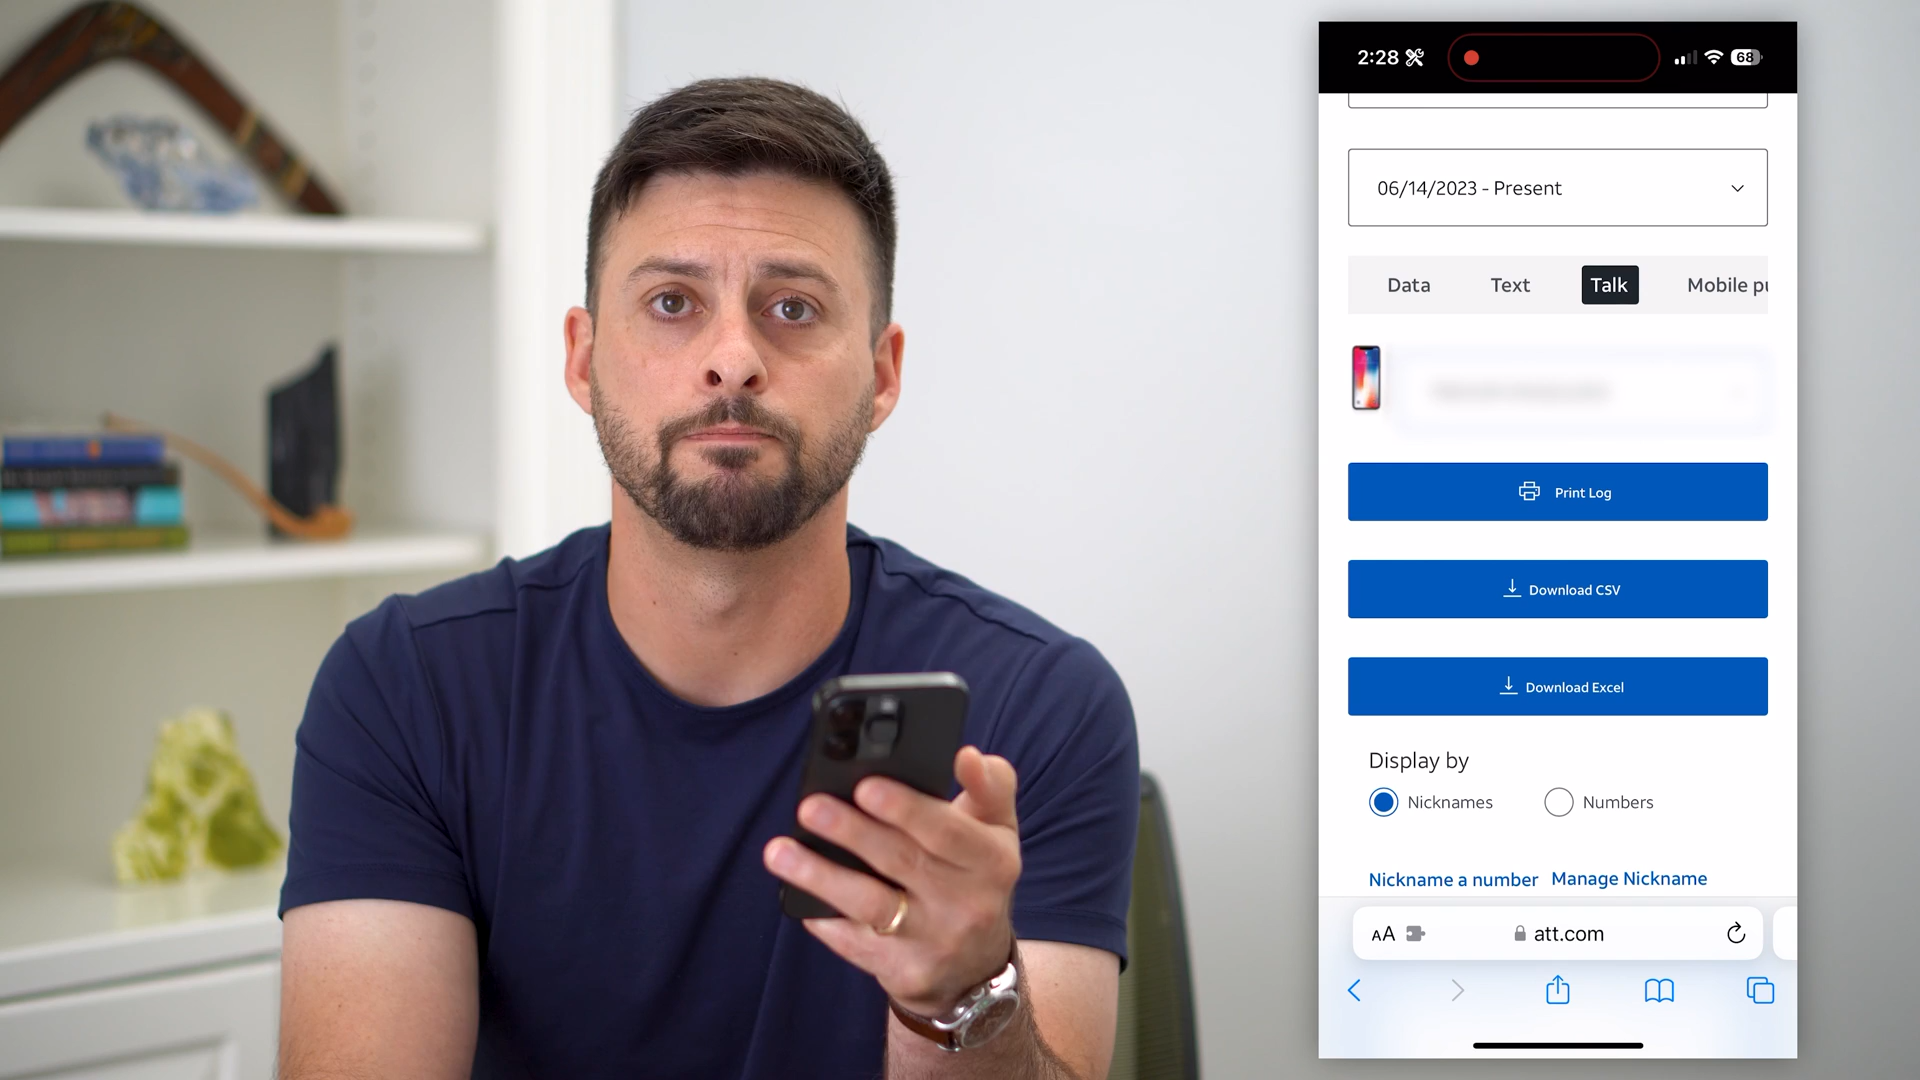 2:28
68
06/14/2023 - Present
Data Text Talk Mobile pu
Print Log
Download CSV
Download Excel
Display by
Nicknames Numbers
Nickname a number Manage Nickname
AA att.com